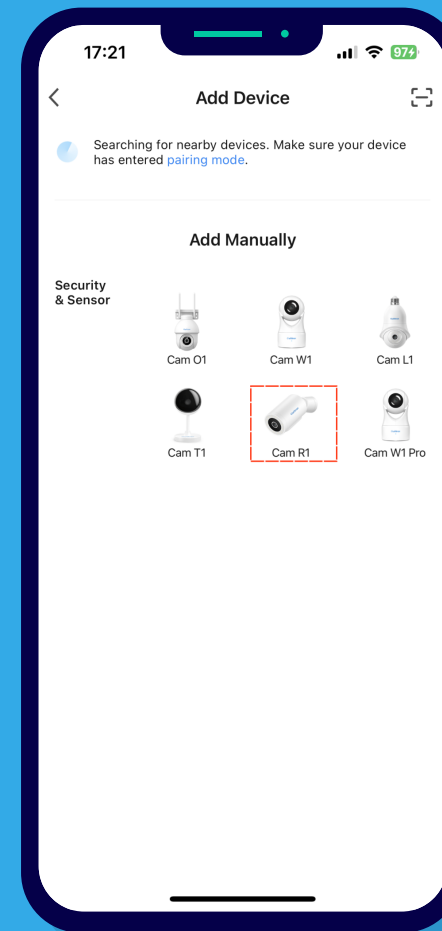 17:21
97
Add Device
Searching for nearby devices. Make sure your device
has entered pairing mode.
Add Manually
Security
& Sensor
Cam O1
Cam W1
Cam L1
Cam T1
Cam R1
Cam W1 Pro